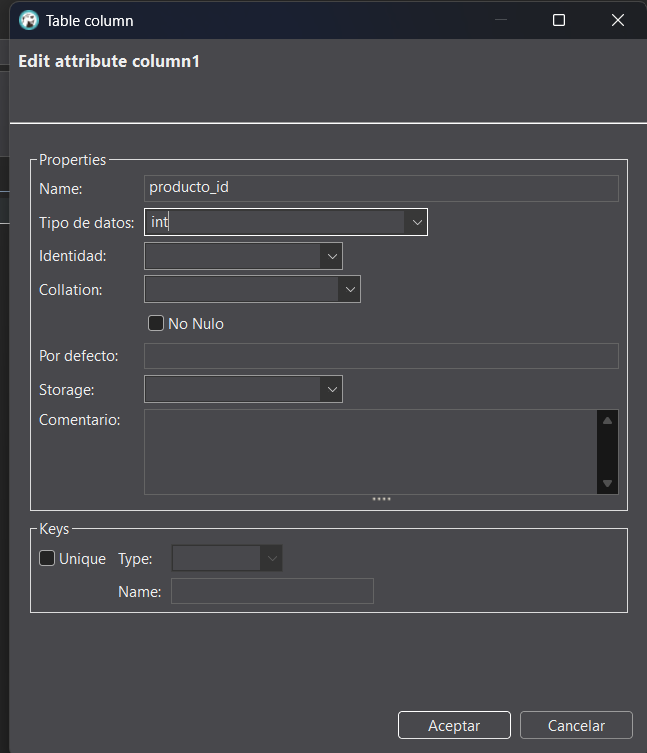 Table column
Edit attribute column1
Properties
Name: producto_id
Tipo de datos: int
Identidad:
Collation:
No Nulo
Por defecto:
Storage:
Comentario:
Keys
Unique Type:
Name:
Aceptar Cancelar